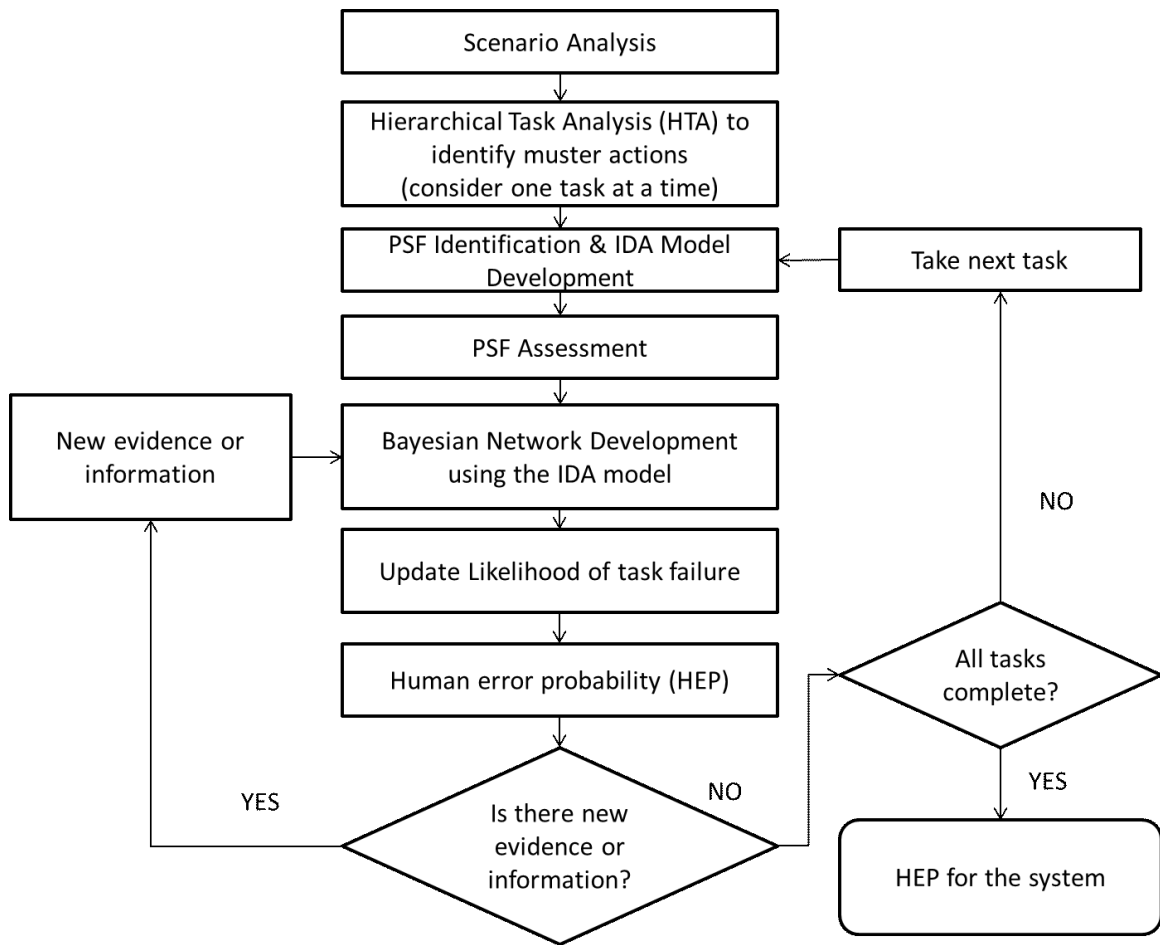 Scenario Analysis
Hierarchical Task Analysis (HTA) to
identify muster actions
(consider one task at a time)
PSF Identification & IDA Model
Development
Take next task
PSF Assessment
New evidence or
information
Bayesian Network Development
using the IDA model
NO
Update Likelihood of task failure
Human error probability (HEP)
All tasks
complete?
YES
NO
YES
Is there new
evidence or
information?
HEP for the system